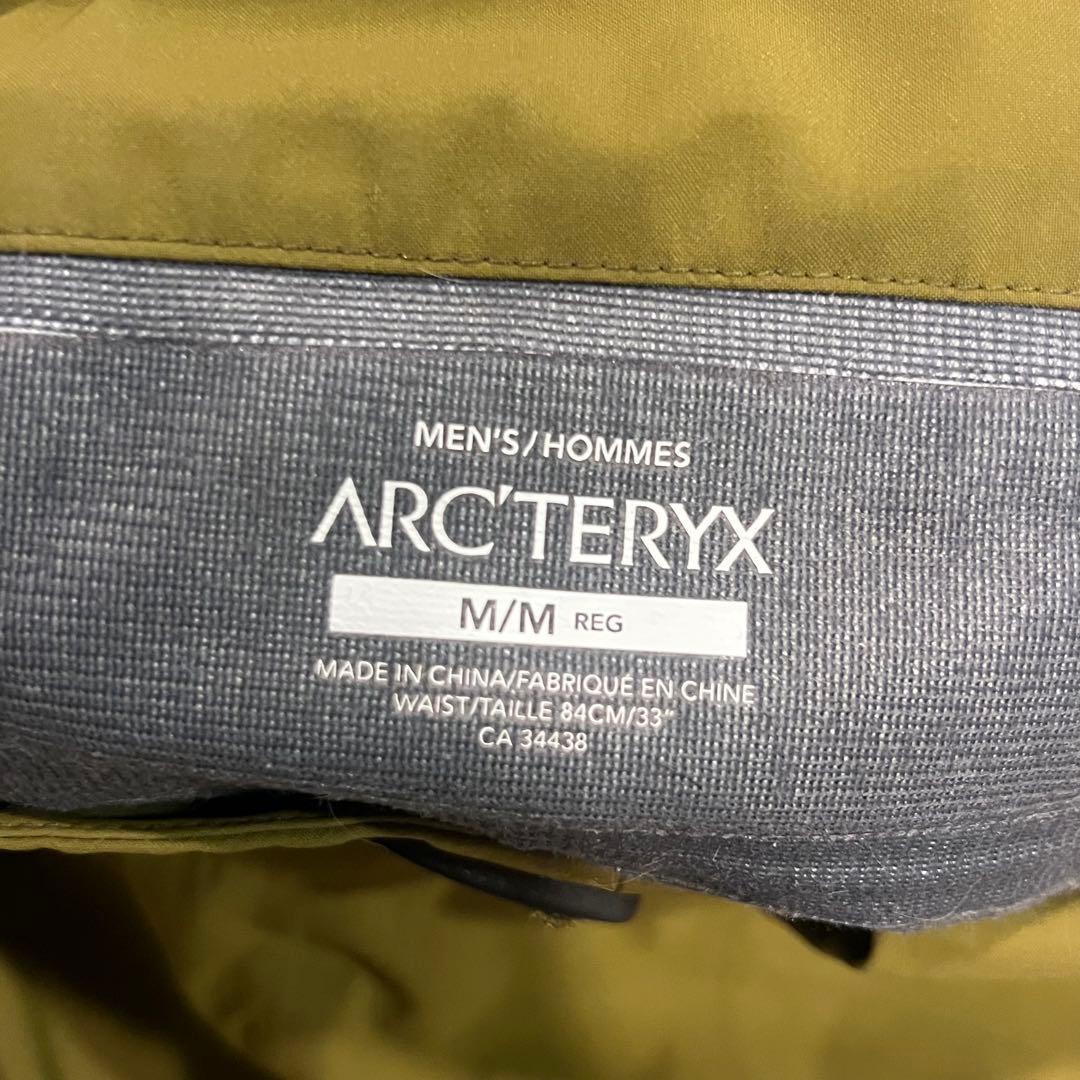 MEN'S/HOMMES
ARC'TERYX
M/M REG
MADE IN CHINA/FABRIQUÉ EN CHINE
WAIST/TAILLE 84CM/33"
CA 34438